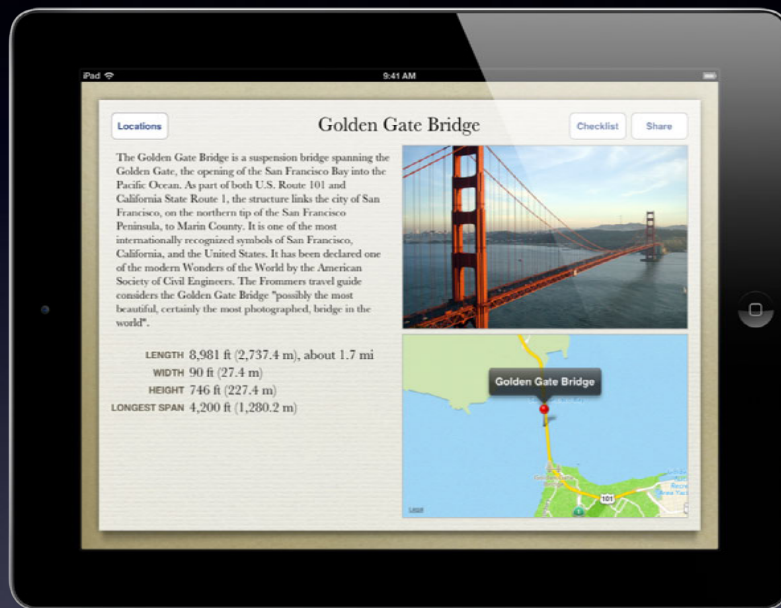 iPad
9:41 AM
Locations
Golden Gate Bridge
Checklist
Share
The Golden Gate Bridge is a suspension bridge spanning the
Golden Gate, the opening of the San Francisco Bay into the
Pacific Ocean. As part of both U.S. Route 101 and
California State Route 1, the structure links the city of San
Francisco, on the northern tip of the San Francisco
Peninsula, to Marin County. It is one of the most
internationally recognized symbols of San Francisco,
California, and the United States. It has been declared one
of the modern Wonders of the World by the American
Society of Civil Engineers. The Frommers travel guide
considers the Golden Gate Bridge "possibly the most
beautiful, certainly the most photographed, bridge in the
world".
LENGTH 8,981 ft (2,737.4 m), about 1.7 mi
WIDTH 90 ft (27.4 m)
HEIGHT 746 ft (227.4 m)
LONGEST SPAN 4,200 ft (1,280.2 m)
Golden Gate Bridge
101